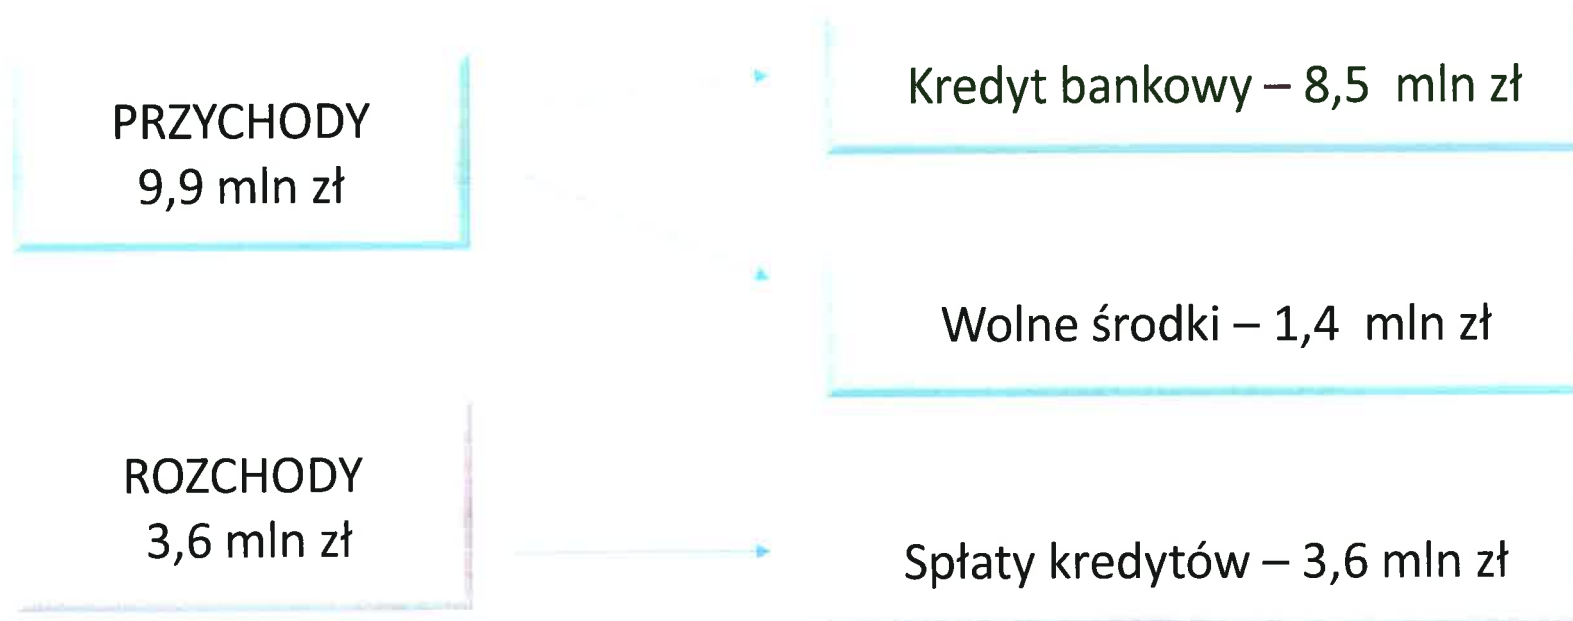 PRZYCHODY
9,9 mln zł
Kredyt bankowy – 8,5 mln zł
Wolne środki – 1,4 mln zł
ROZCHODY
3,6 mln zł
Spłaty kredytów – 3,6 mln zł